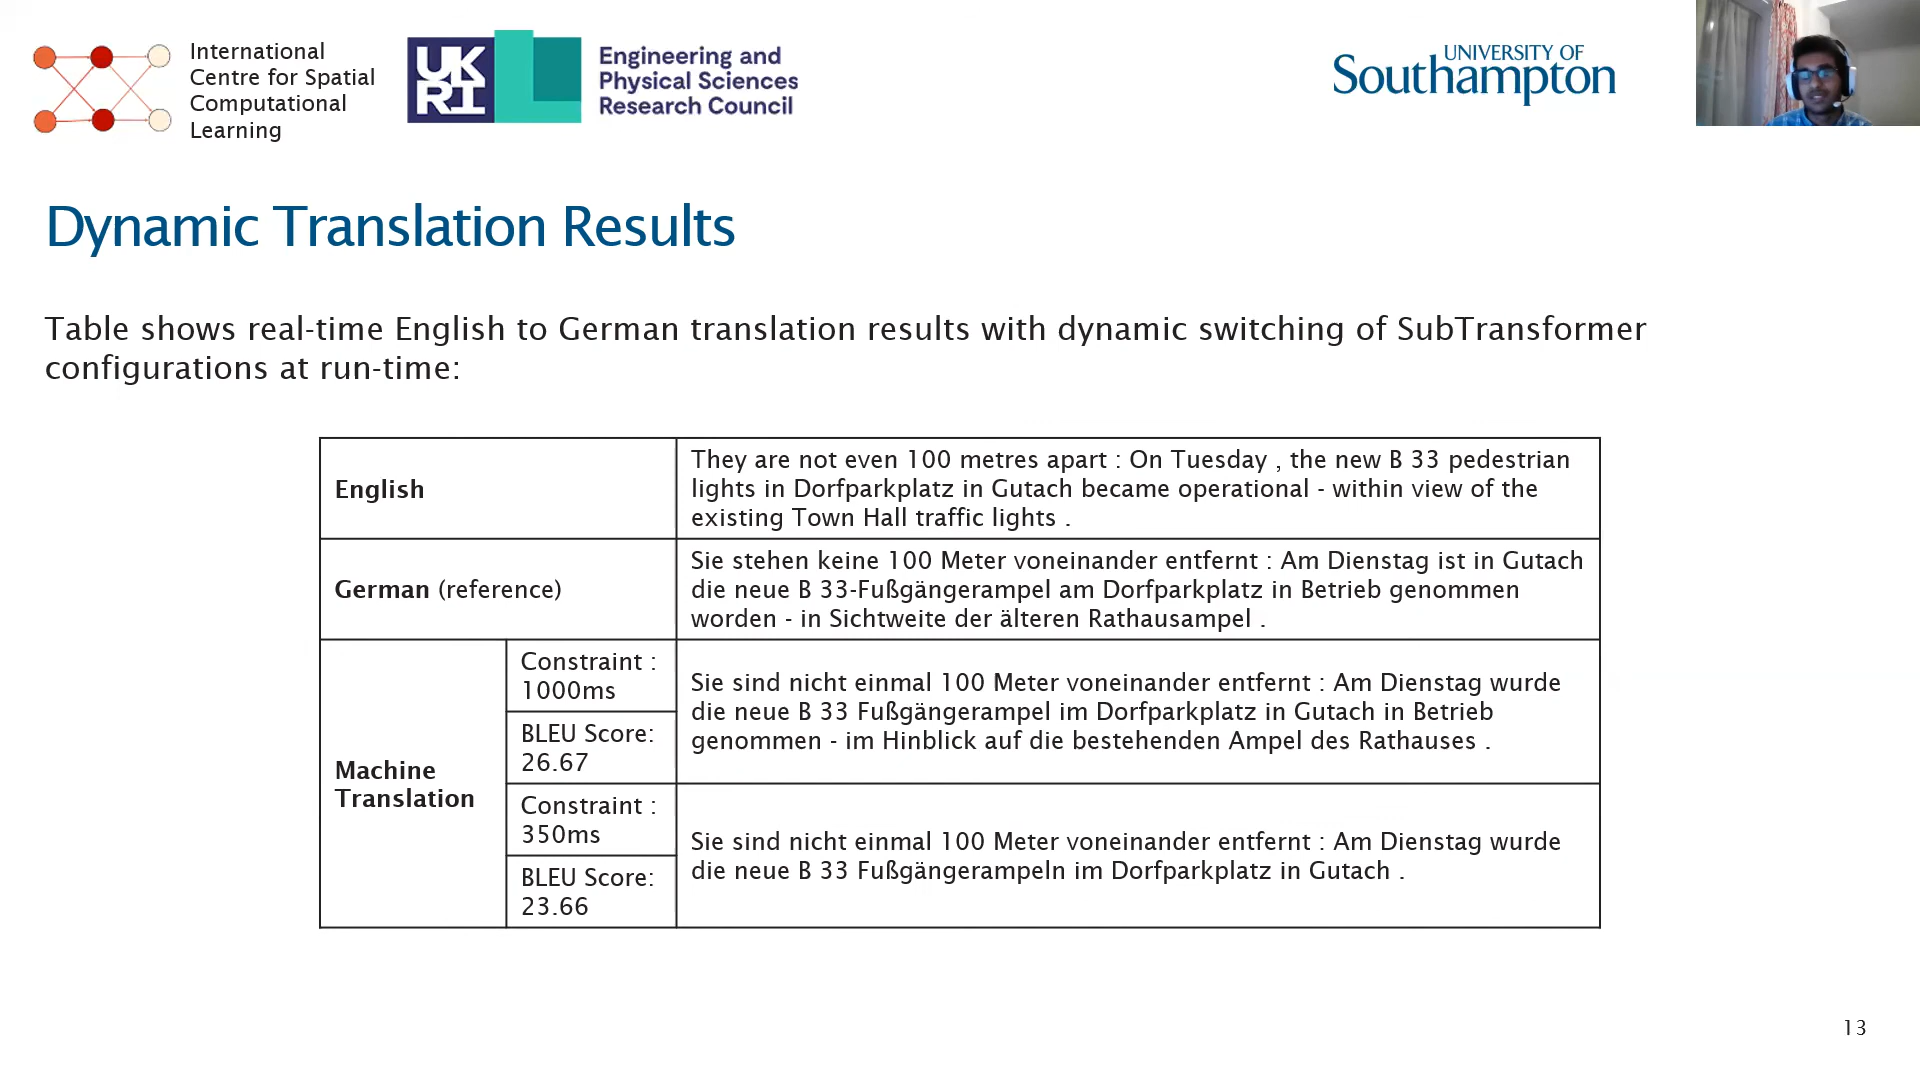 International
Centre for Spatial
Computational
Learning
UK
RI
Engineering and
Physical Sciences
Research Council
UNIVERSITY OF
Southampton
Dynamic Translation Results
Table shows real-time English to German translation results with dynamic switching of SubTransformer
configurations at run-time:
English
They are not even 100 metres apart : On Tuesday , the new B 33 pedestrian
lights in Dorfparkplatz in Gutach became operational - within view of the
existing Town Hall traffic lights .
German (reference)
Sie stehen keine 100 Meter voneinander entfernt : Am Dienstag ist in Gutach
die neue B 33-Fußgängerampel am Dorfparkplatz in Betrieb genommen
worden - in Sichtweite der älteren Rathausampel .
Machine
Translation
Constraint :
1000ms
BLEU Score:
26.67
Sie sind nicht einmal 100 Meter voneinander entfernt : Am Dienstag wurde
die neue B 33 Fußgängerampel im Dorfparkplatz in Gutach in Betrieb
genommen - im Hinblick auf die bestehenden Ampel des Rathauses .
Constraint :
350ms
BLEU Score:
23.66
Sie sind nicht einmal 100 Meter voneinander entfernt : Am Dienstag wurde
die neue B 33 Fußgängerampeln im Dorfparkplatz in Gutach .
13